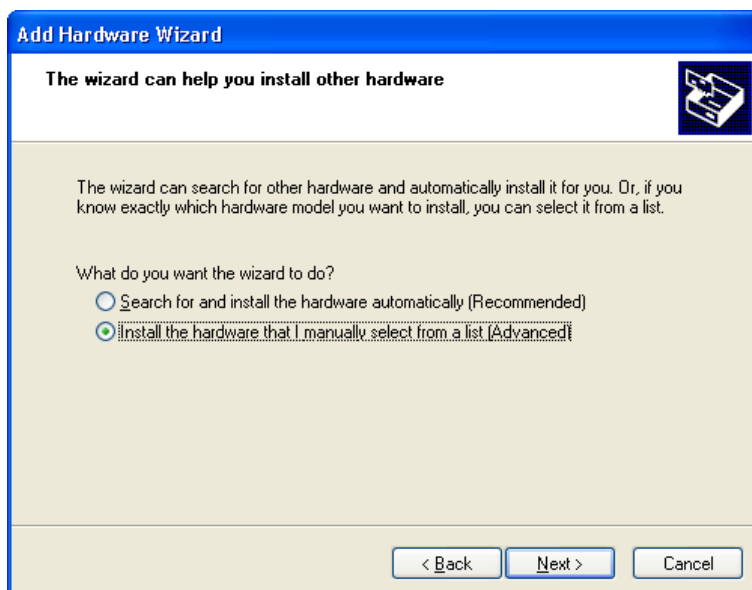 Add Hardware Wizard
The wizard can help you install other hardware
The wizard can search for other hardware and automatically install it for you. Or, if you
know exactly which hardware model you want to install, you can select it from a list.
What do you want the wizard to do?
Search for and install the hardware automatically (Recommended)
Install the hardware that I manually select from a list (Advanced)
< Back Next > Cancel